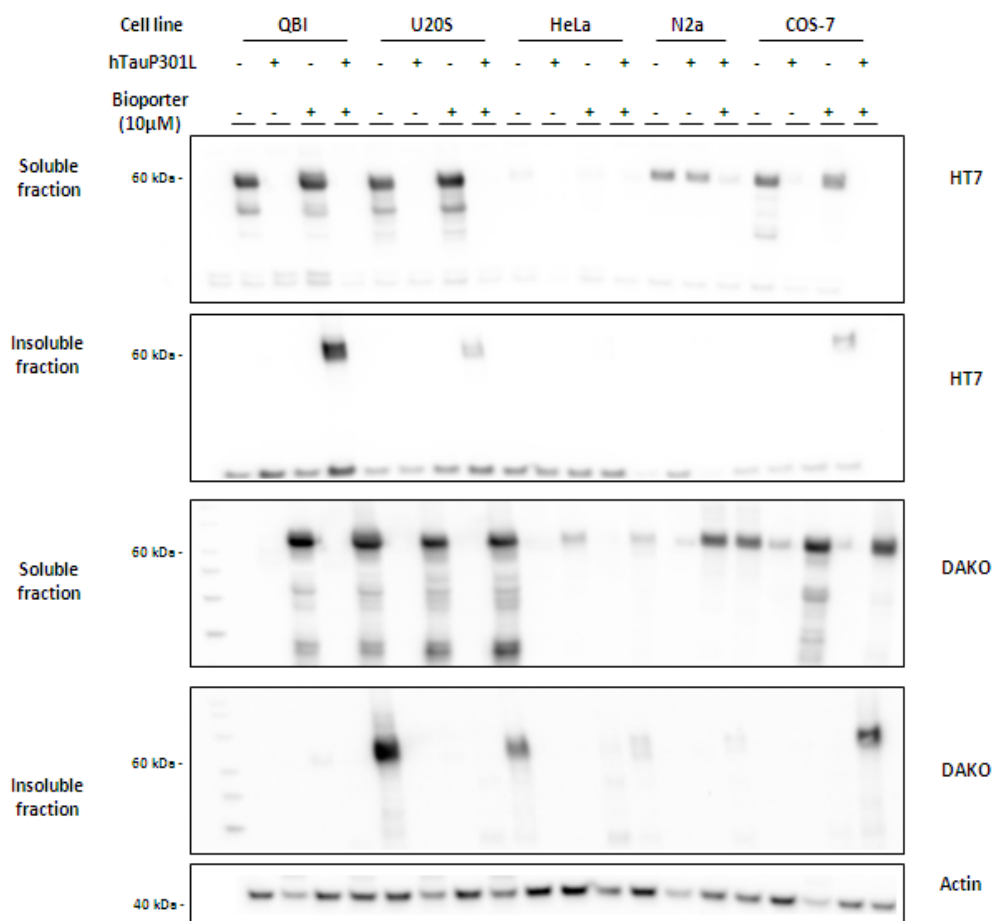 Cell line QBI U20S HeLa N2a COS-7
hTauP301L - + - + - + - + - + - + - + + - + - +
Bioporter - - + + - - + + - - + + - - + - - + +
(10µM)
Soluble
fraction
60 kDa -
HT7
Insoluble
fraction
60 kDa -
HT7
60 kDa -
Soluble
fraction
DAKO
60 kDa -
Insoluble
fraction
DAKO
40 kDa -
Actin